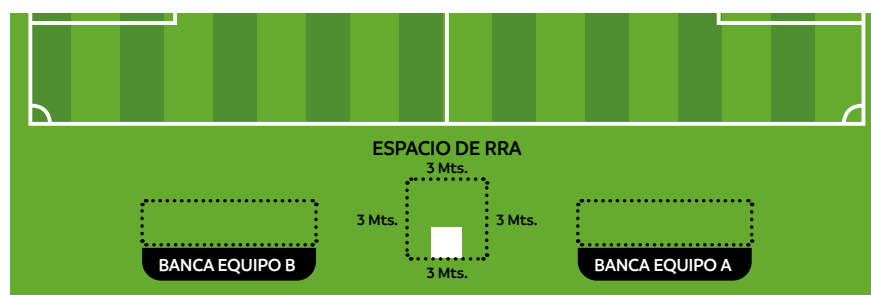 ESPACIO DE RRA
3 Mts.
3 Mts.
3 Mts.
BANCA EQUIPO B
3 Mts.
BANCA EQUIPO A